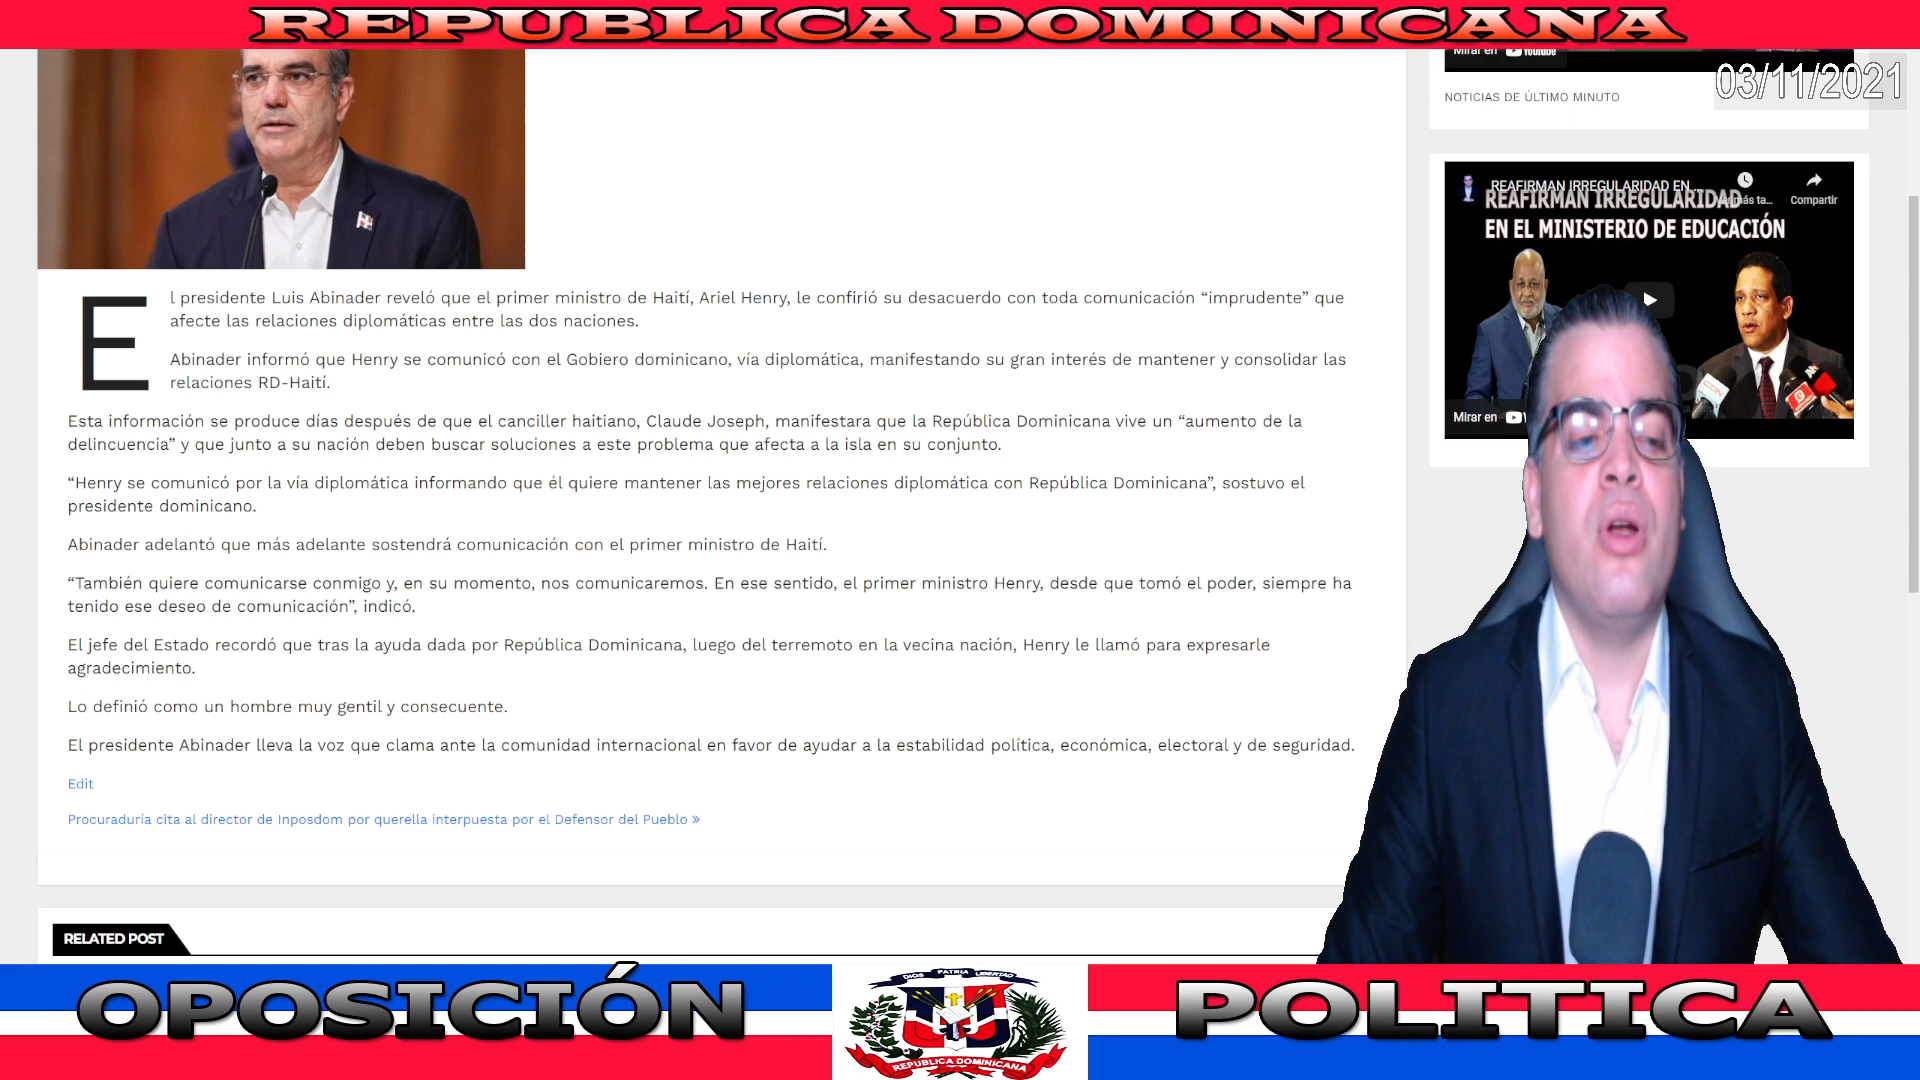 REPUBLICA DOMINICANA
03/11/2021
Mirar en YouTube
NOTICIAS DE ÚLTIMO MINUTO
REAFIRMAN IRREGULARIDAD EN ...
Compartir
REAFIRMAN IRREGULARIDAD
EN EL MINISTERIO DE EDUCACIÓN
Mirar en
El presidente Luis Abinader reveló que el primer ministro de Haití, Ariel Henry, le confirió su desacuerdo con toda comunicación “imprudente” que
afecte las relaciones diplomáticas entre las dos naciones.
Abinader informó que Henry se comunicó con el Gobiero dominicano, vía diplomática, manifestando su gran interés de mantener y consolidar las
relaciones RD-Haití.
Esta información se produce días después de que el canciller haitiano, Claude Joseph, manifestara que la República Dominicana vive un “aumento de la
delincuencia” y que junto a su nación deben buscar soluciones a este problema que afecta a la isla en su conjunto.
“Henry se comunicó por la vía diplomática informando que él quiere mantener las mejores relaciones diplomática con República Dominicana”, sostuvo el
presidente dominicano.
Abinader adelantó que más adelante sostendrá comunicación con el primer ministro de Haití.
“También quiere comunicarse conmigo y, en su momento, nos comunicaremos. En ese sentido, el primer ministro Henry, desde que tomó el poder, siempre ha
tenido ese deseo de comunicación”, indicó.
El jefe del Estado recordó que tras la ayuda dada por República Dominicana, luego del terremoto en la vecina nación, Henry le llamó para expresarle
agradecimiento.
Lo definió como un hombre muy gentil y consecuente.
El presidente Abinader lleva la voz que clama ante la comunidad internacional en favor de ayudar a la estabilidad política, económica, electoral y de seguridad.
Edit
Procuraduría cita al director de Inposdom por querella interpuesta por el Defensor del Pueblo »
RELATED POST
OPOSICIÓN
DIOS PATRIA LIBERTAD
REPUBLICA DOMINICANA
POLITICA